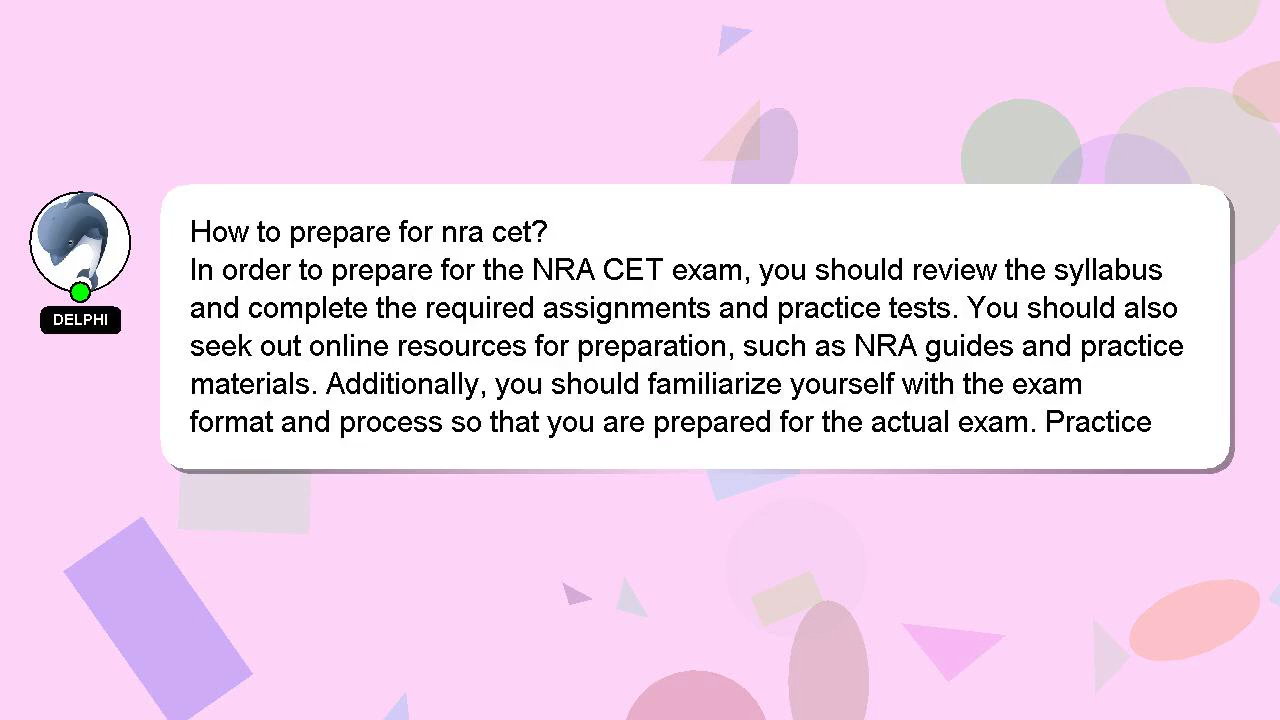 How to prepare for nra cet?
In order to prepare for the NRA CET exam, you should review the syllabus
and complete the required assignments and practice tests. You should also
seek out online resources for preparation, such as NRA guides and practice
materials. Additionally, you should familiarize yourself with the exam
format and process so that you are prepared for the actual exam. Practice
DELPHI